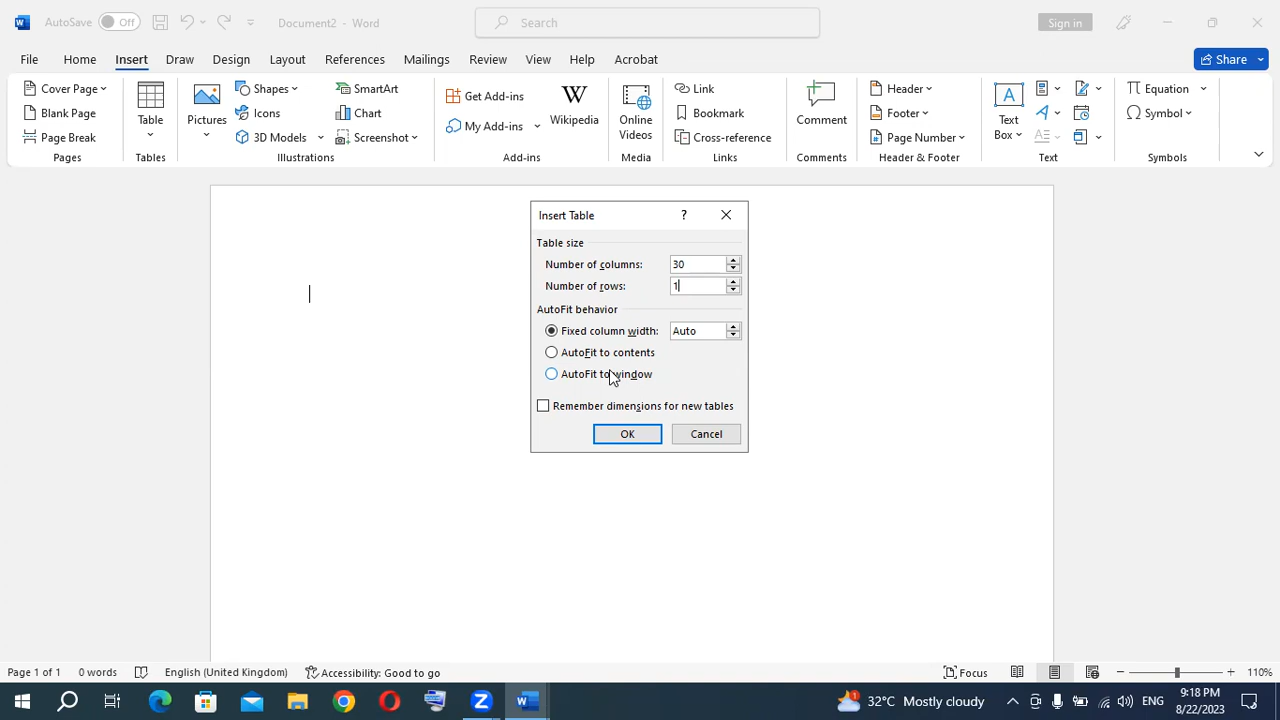 AutoSave Off Document2 - Word Search Sign in
File Home Insert Draw Design Layout References Mailings Review View Help Acrobat Share
Cover Page
Blank Page
Page Break
Pages
Table
Tables
Pictures
Shapes
Icons
3D Models
SmartArt
Chart
Screenshot
Illustrations
Get Add-ins
My Add-ins
W
Wikipedia
Add-ins
Online
Videos
Media
Link
Bookmark
Cross-reference
Links
Comment
Comments
Header
Footer
Page Number
Header & Footer
A
Text
Box
Text
Equation
Symbol
Symbols
Insert Table ?
Table size
Number of columns: 30
Number of rows: 1
AutoFit behavior
Fixed column width: Auto
AutoFit to contents
AutoFit to window
Remember dimensions for new tables
OK Cancel
Page 1 of 1 0 words English (United Kingdom) Accessibility: Good to go Focus 110%
32°C Mostly cloudy ENG 9:18 PM
8/22/2023